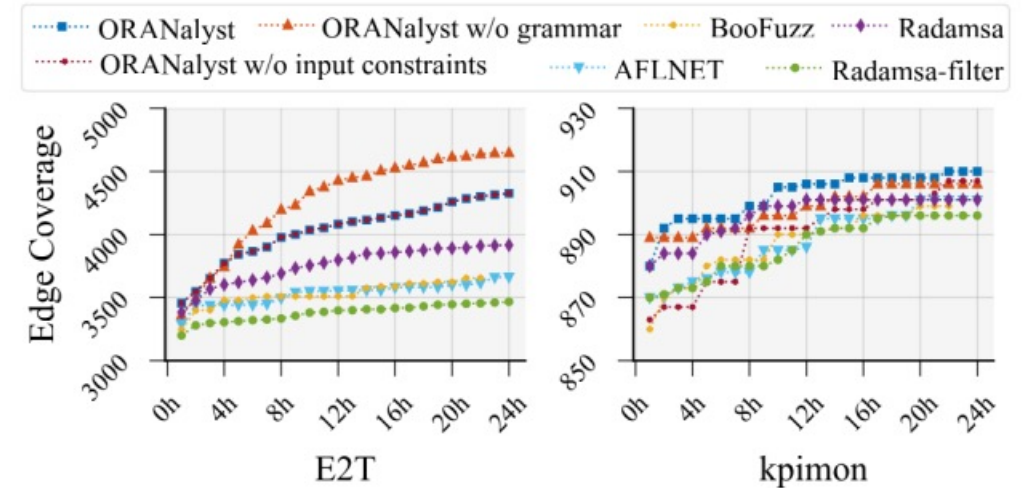 ORANalyst
ORANalyst w/o grammar
BooFuzz
Radamsa
ORANalyst w/o input constraints
AFLNET
Radamsa-filter
Edge Coverage
5000
4500
4000
3500
3000
0h 4h 8h 12h 16h 20h 24h
E2T
930
910
890
870
850
0h 4h 8h 12h 16h 20h 24h
kpimon